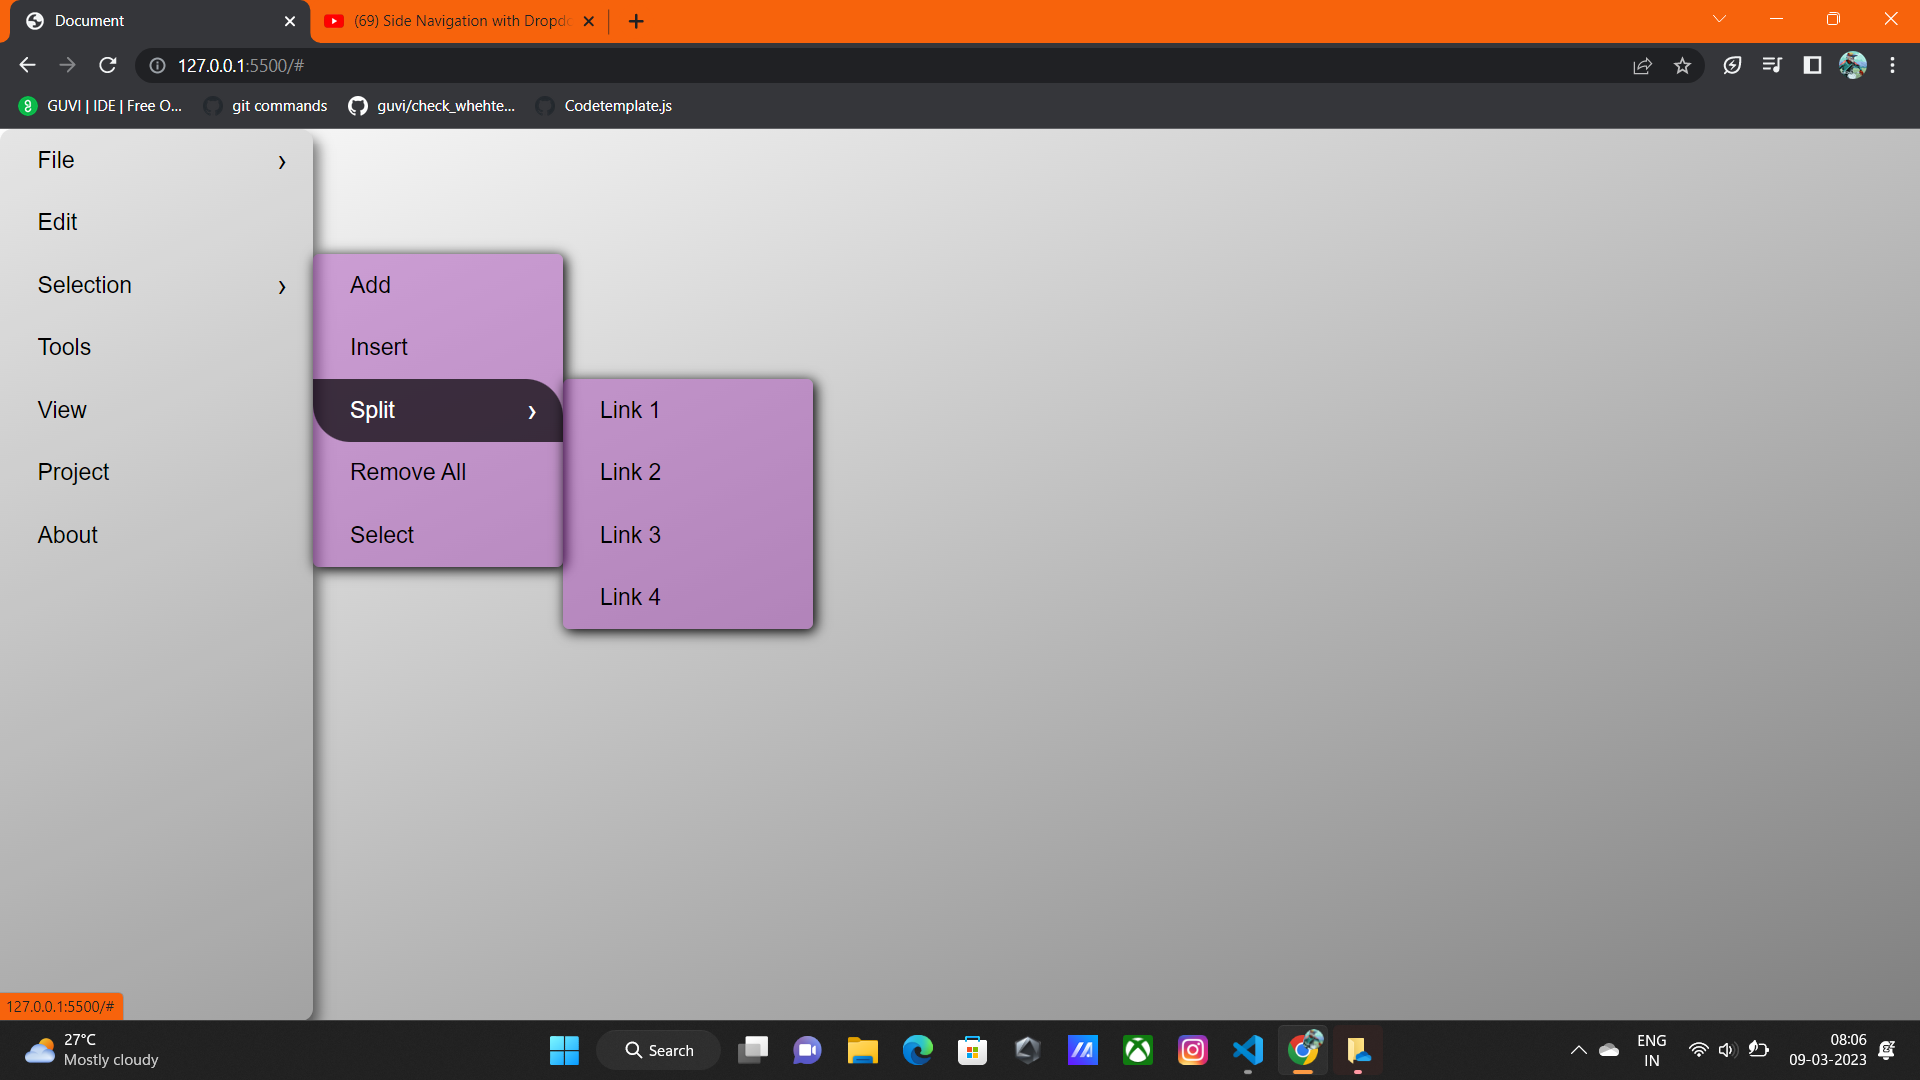 Document
(69) Side Navigation with Dropd
127.0.0.1:5500/#
GUVI | IDE | Free O...
git commands
guvi/check_whehte...
Codetemplate.js
File ›
Edit
Selection ›
Tools
View
Project
About
Add
Insert
Split ›
Remove All
Select
Link 1
Link 2
Link 3
Link 4
127.0.0.1:5500/#
27°C
Mostly cloudy
Search
ENG
IN
08:06
09-03-2023